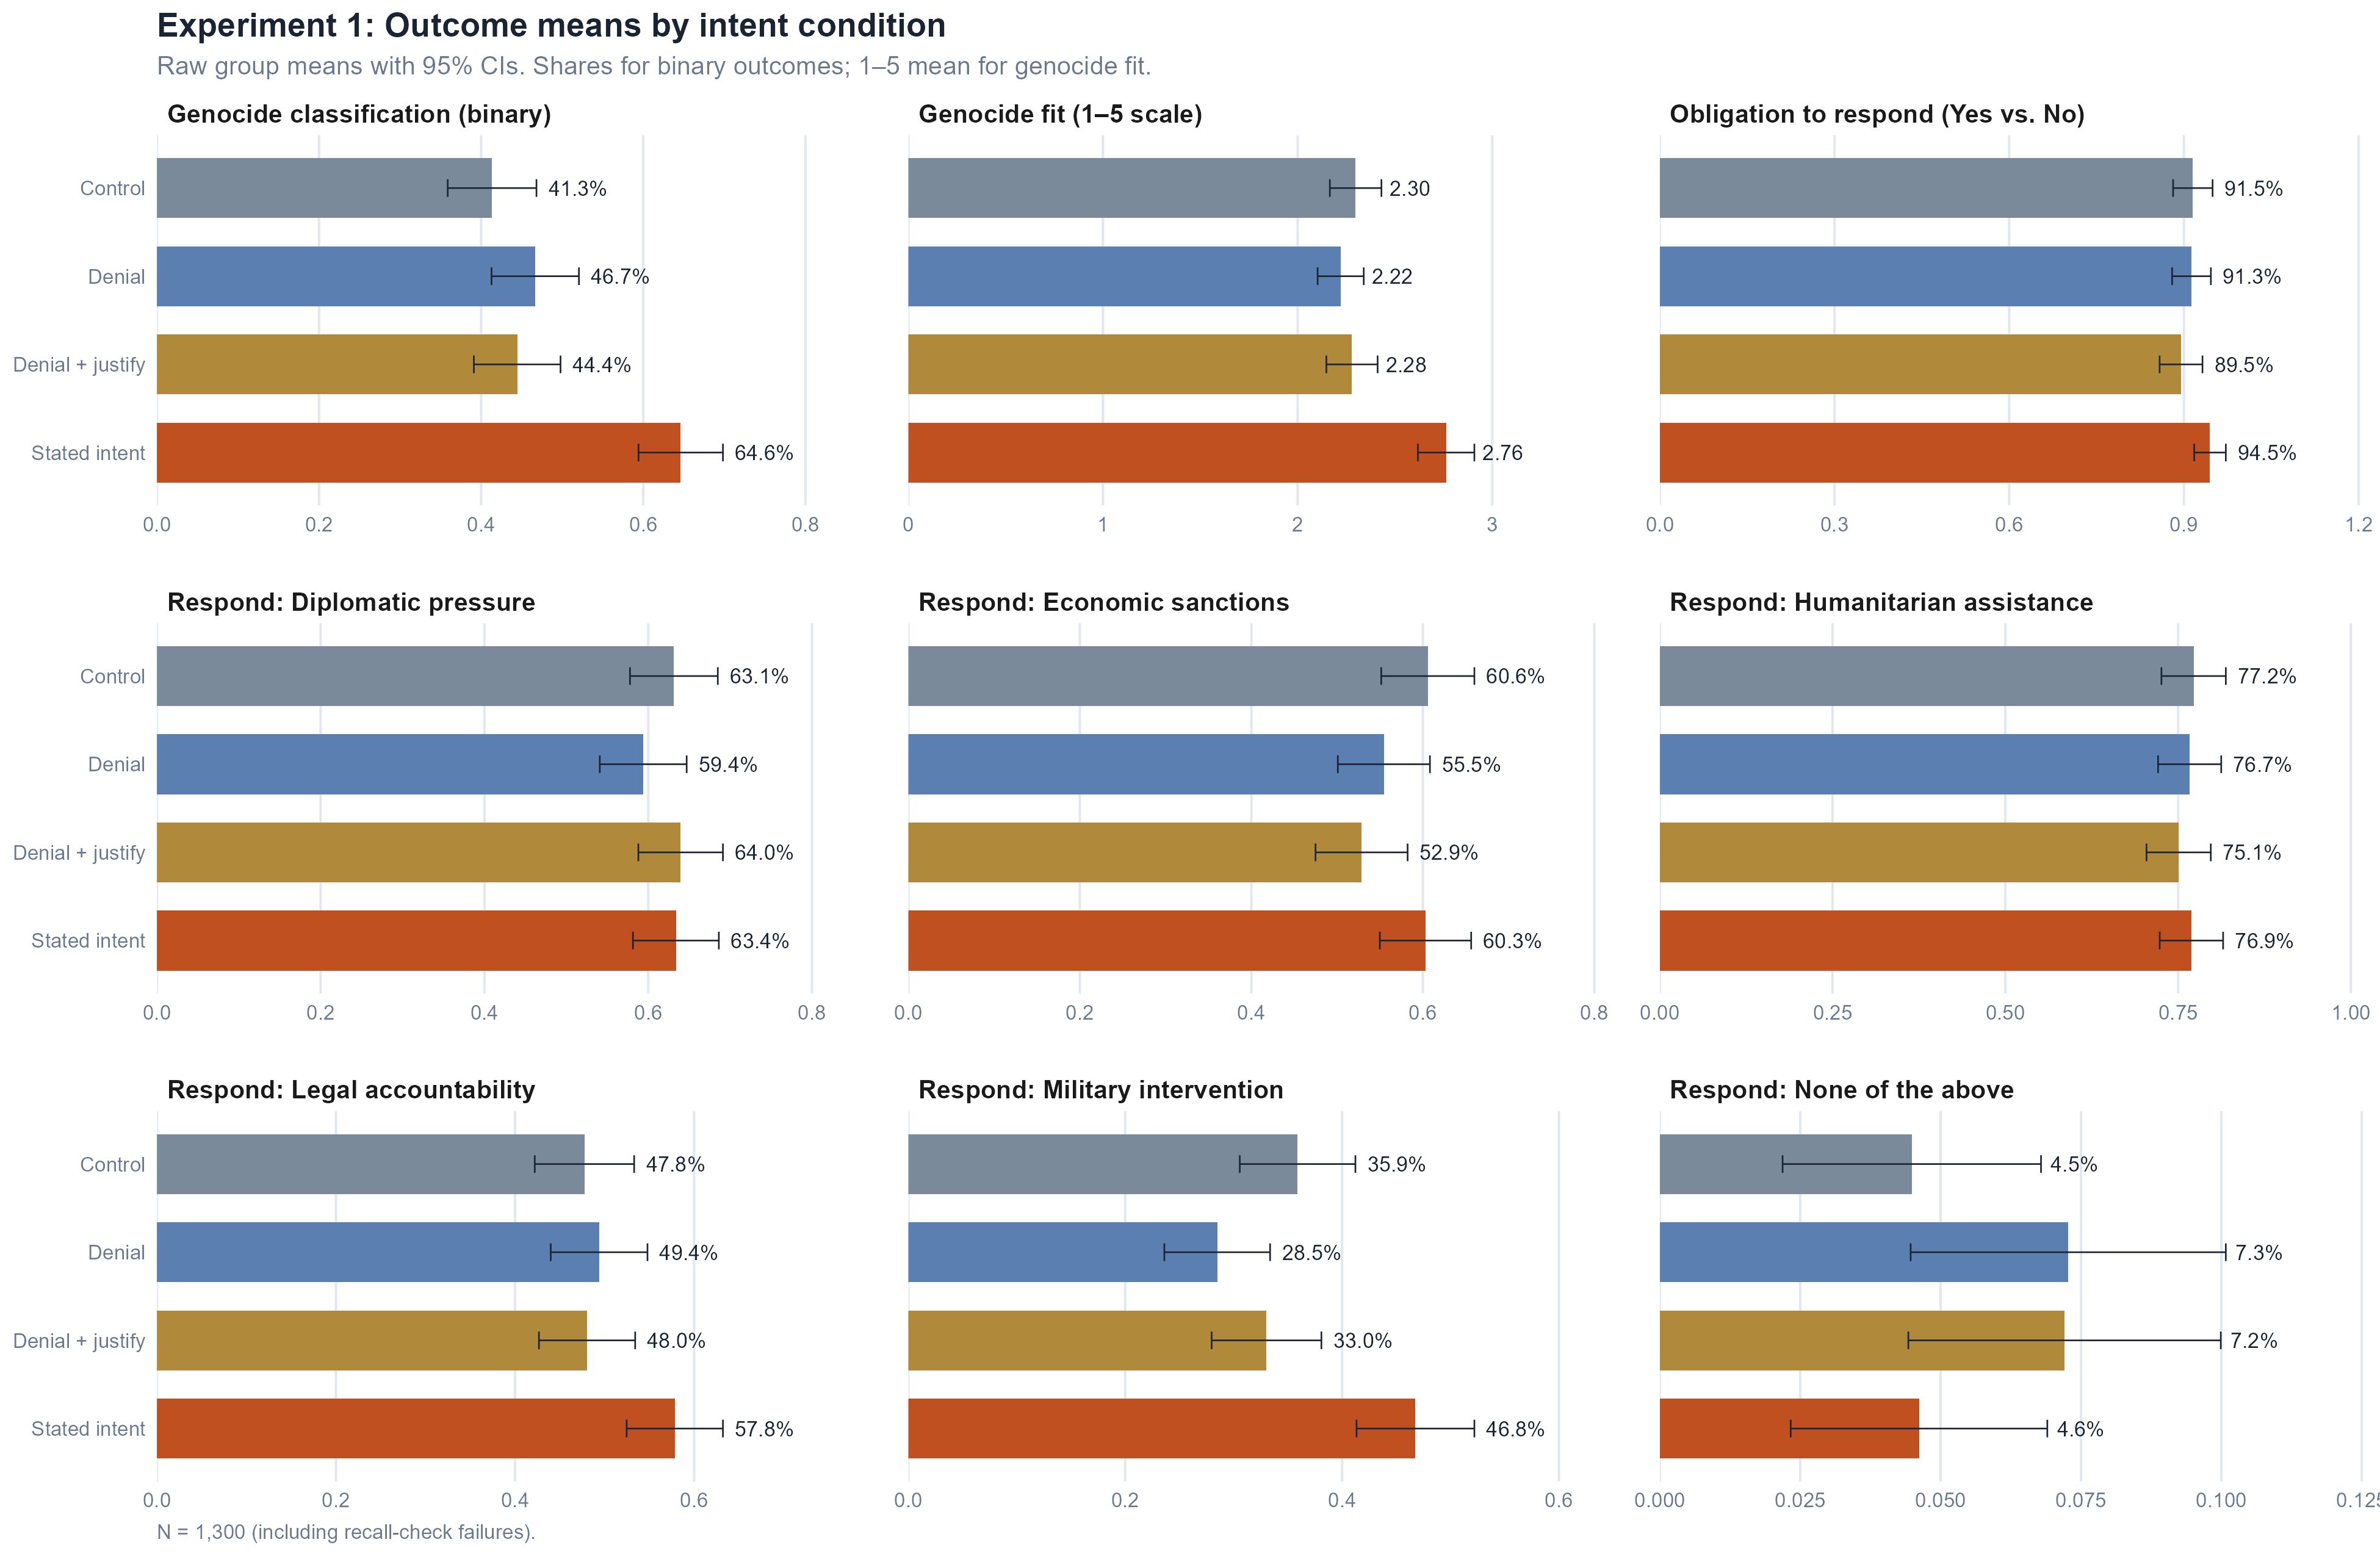 Experiment 1: Outcome means by intent condition
Raw group means with 95% CIs. Shares for binary outcomes; 1–5 mean for genocide fit.
Genocide classification (binary)
Control
41.3%
Denial
46.7%
Denial + justify
44.4%
Stated intent
64.6%
0.0 0.2 0.4 0.6 0.8
Genocide fit (1–5 scale)
2.30
2.22
2.28
2.76
0 1 2 3
Obligation to respond (Yes vs. No)
91.5%
91.3%
89.5%
94.5%
0.0 0.3 0.6 0.9 1.2
Respond: Diplomatic pressure
Control
63.1%
Denial
59.4%
Denial + justify
64.0%
Stated intent
63.4%
0.0 0.2 0.4 0.6 0.8
Respond: Economic sanctions
60.6%
55.5%
52.9%
60.3%
0.0 0.2 0.4 0.6 0.8
Respond: Humanitarian assistance
77.2%
76.7%
75.1%
76.9%
0.00 0.25 0.50 0.75 1.00
Respond: Legal accountability
Control
47.8%
Denial
49.4%
Denial + justify
48.0%
Stated intent
57.8%
0.0 0.2 0.4 0.6
Respond: Military intervention
35.9%
28.5%
33.0%
46.8%
0.0 0.2 0.4 0.6
Respond: None of the above
4.5%
7.3%
7.2%
4.6%
0.000 0.025 0.050 0.075 0.100 0.125
N = 1,300 (including recall-check failures).